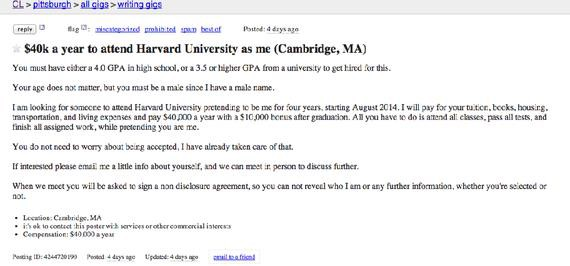 CL > pittsburgh > all gigs > writing gigs
reply flag [?]: miscategorized prohibited spam best of Posted: 4 days ago
$40k a year to attend Harvard University as me (Cambridge, MA)
You must have either a 4.0 GPA in high school, or a 3.5 or higher GPA from a university to get hired for this.
Your age does not matter, but you must be a male since I have a male name.
I am looking for someone to attend Harvard University pretending to be me for four years, starting August 2014. I will pay for your tuition, books, housing,
transportation, and living expenses and pay $40,000 a year with a $10,000 bonus after graduation. All you have to do is attend all classes, pass all tests, and
finish all assigned work, while pretending you are me.
You do not need to worry about being accepted, I have already taken care of that.
If interested please email me a little info about yourself, and we can meet in person to discuss further.
When we meet you will be asked to sign a non disclosure agreement, so you can not reveal who I am or any further information, whether you're selected or
not.
• Location: Cambridge, MA
• it's ok to contact this poster with services or other commercial interests
• Compensation: $40,000 a year
Posting ID: 4244720190 Posted: 4 days ago Updated: 4 days ago email to a friend